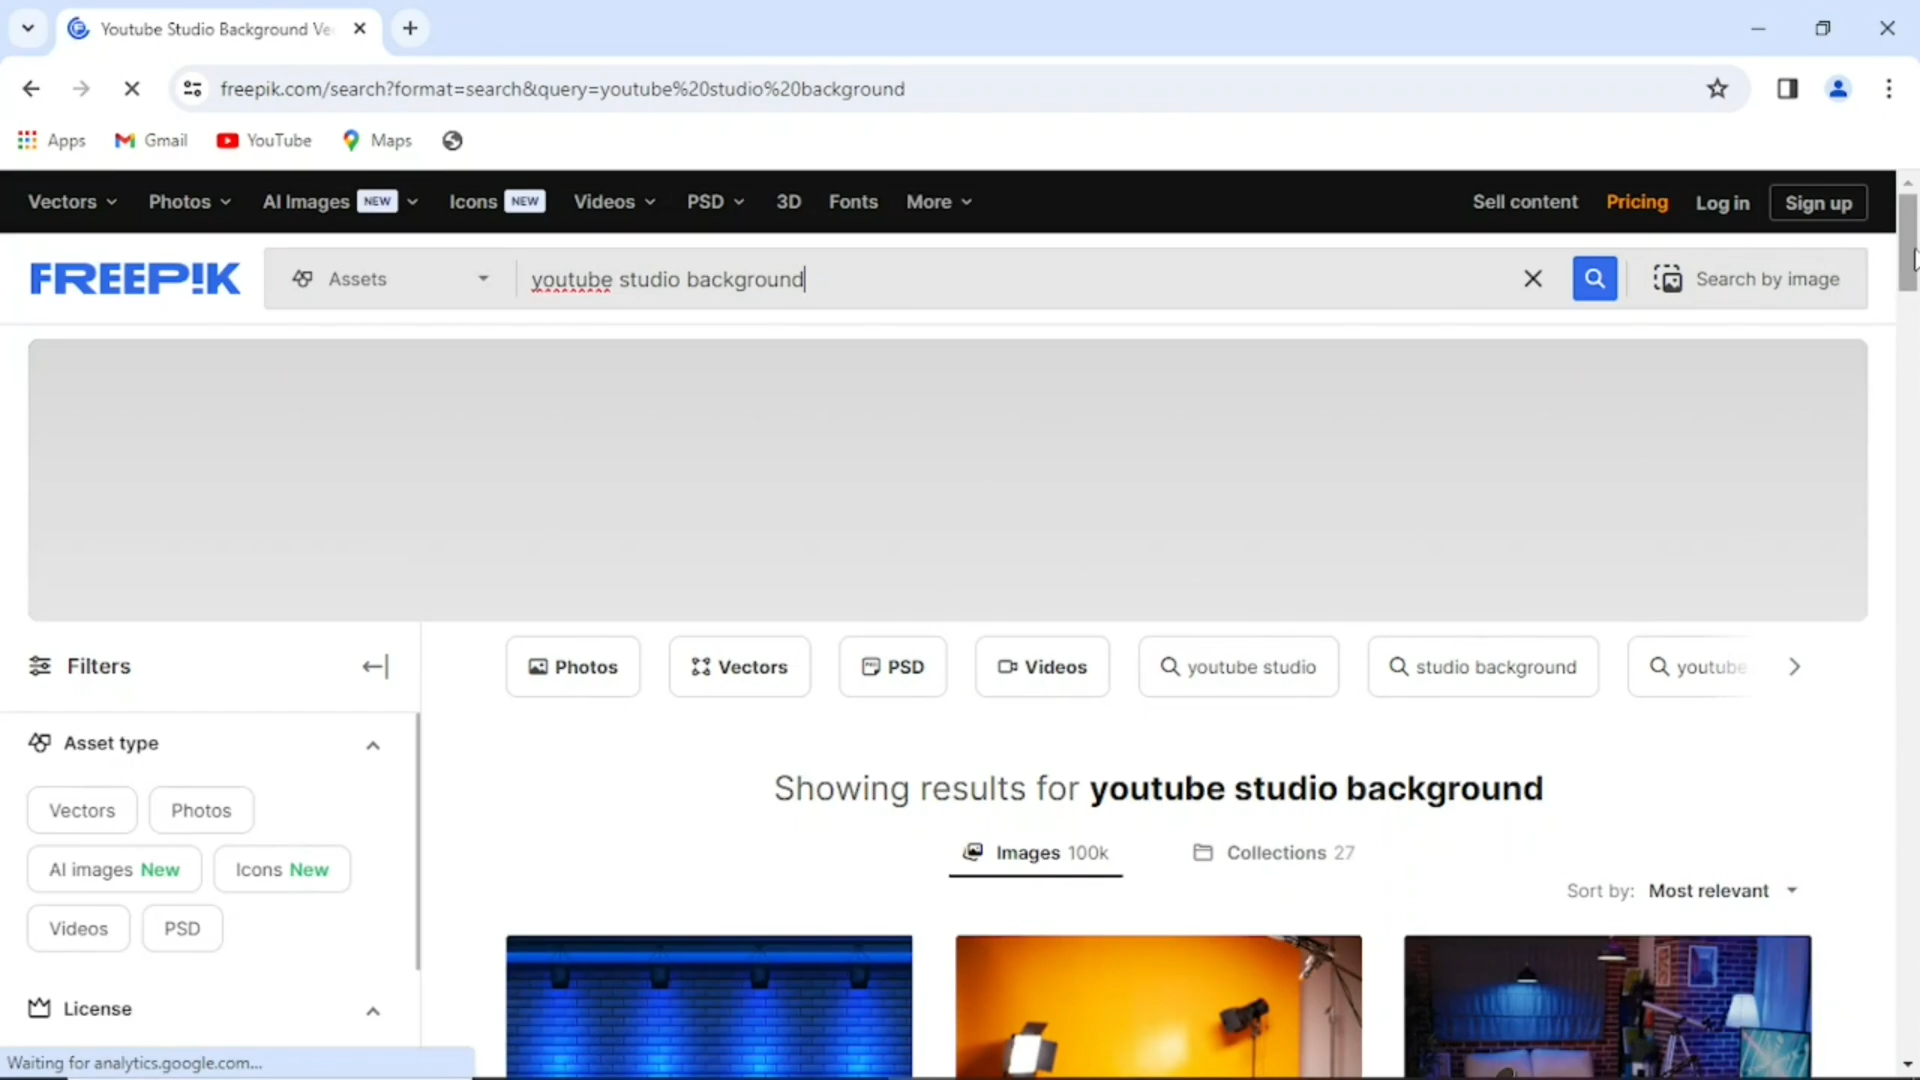 Youtube Studio Background Ve
freepik.com/search?format=search&query=youtube%20studio%20background
Apps
Gmail
YouTube
Maps
Vectors
Photos
AI Images NEW
Icons NEW
Videos
PSD
3D
Fonts
More
Sell content
Pricing
Log in
Sign up
FREEP!K
Assets
youtube studio background
Search by image
Filters
Photos
Vectors
PSD
Videos
youtube studio
studio background
youtube
Asset type
Vectors
Photos
AI images New
Icons New
Videos
PSD
License
Showing results for youtube studio background
Images 100k
Collections 27
Sort by: Most relevant
Waiting for analytics.google.com...